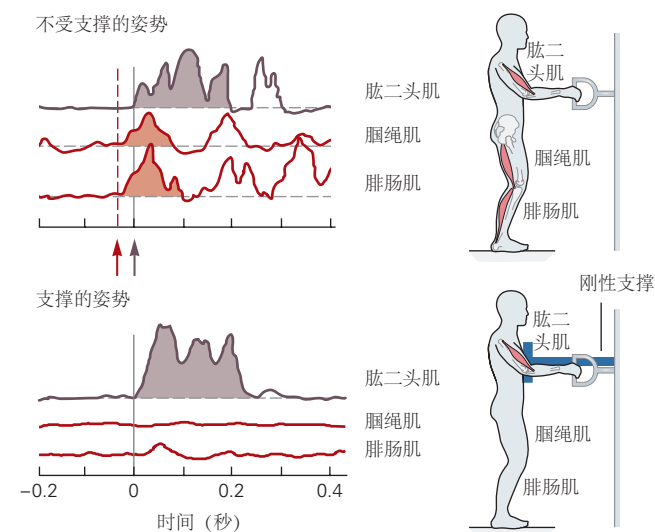 不受支撑的姿势
肱二头肌
腘绳肌
腓肠肌
肱二
头肌
腘绳肌
腓肠肌
支撑的姿势
肱二头肌
腘绳肌
腓肠肌
−0.2
0
0.2
0.4
时间（秒）
刚性支撑
肱二
头肌
腘绳肌
腓肠肌